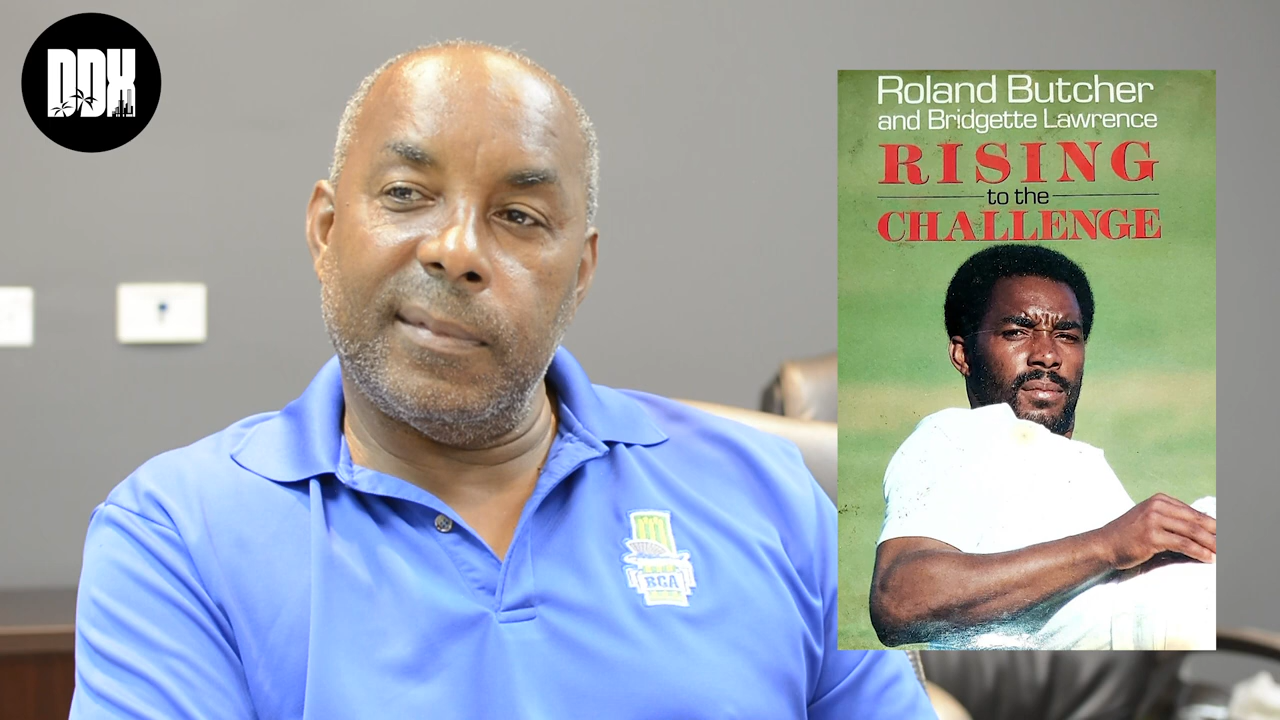 DDX
Roland Butcher
and Bridgette Lawrence
RISING
to the
CHALLENGE
BCA